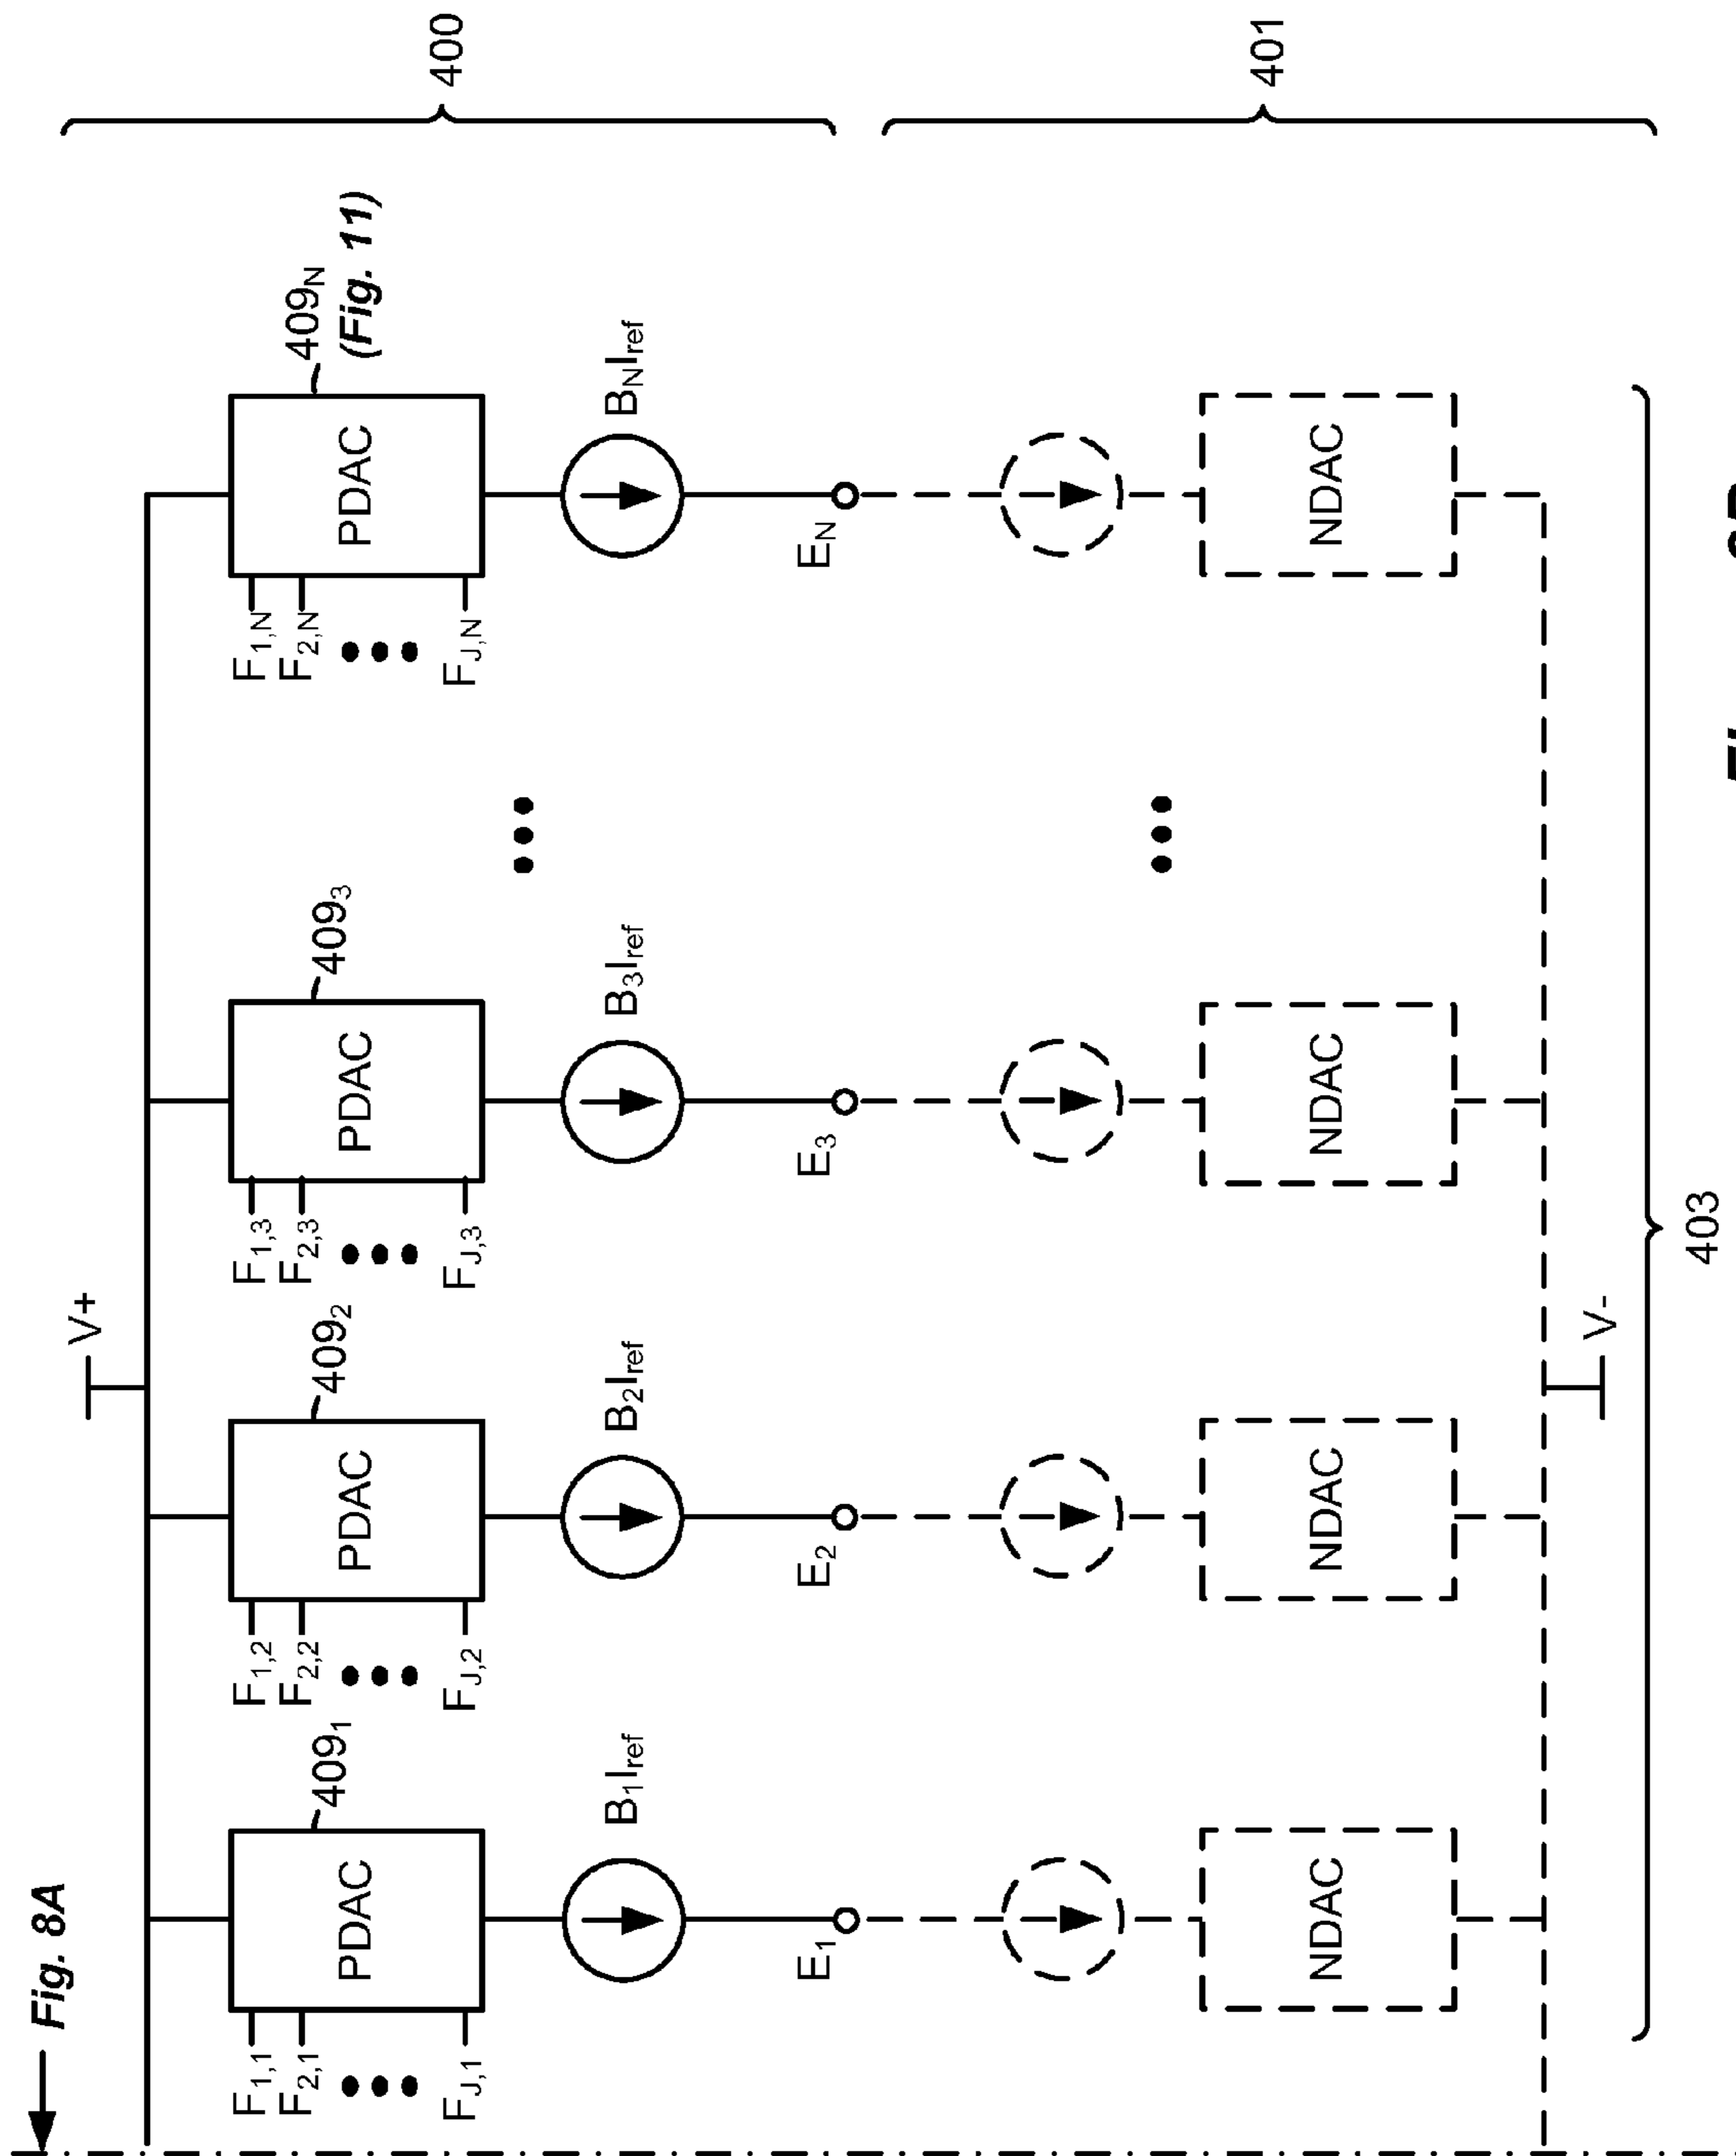 ← Fig. 8A
V+
409₁
409₂
409₃
409N
(Fig. 11)
400
F1,1
F2,1
FJ,1
PDAC
F1,2
F2,2
FJ,2
PDAC
F1,3
F2,3
FJ,3
PDAC
F1,N
F2,N
FJ,N
PDAC
B₁Iref
B₂Iref
B₃Iref
BNIref
E₁
E₂
E₃
EN
401
NDAC
NDAC
NDAC
NDAC
V-
403